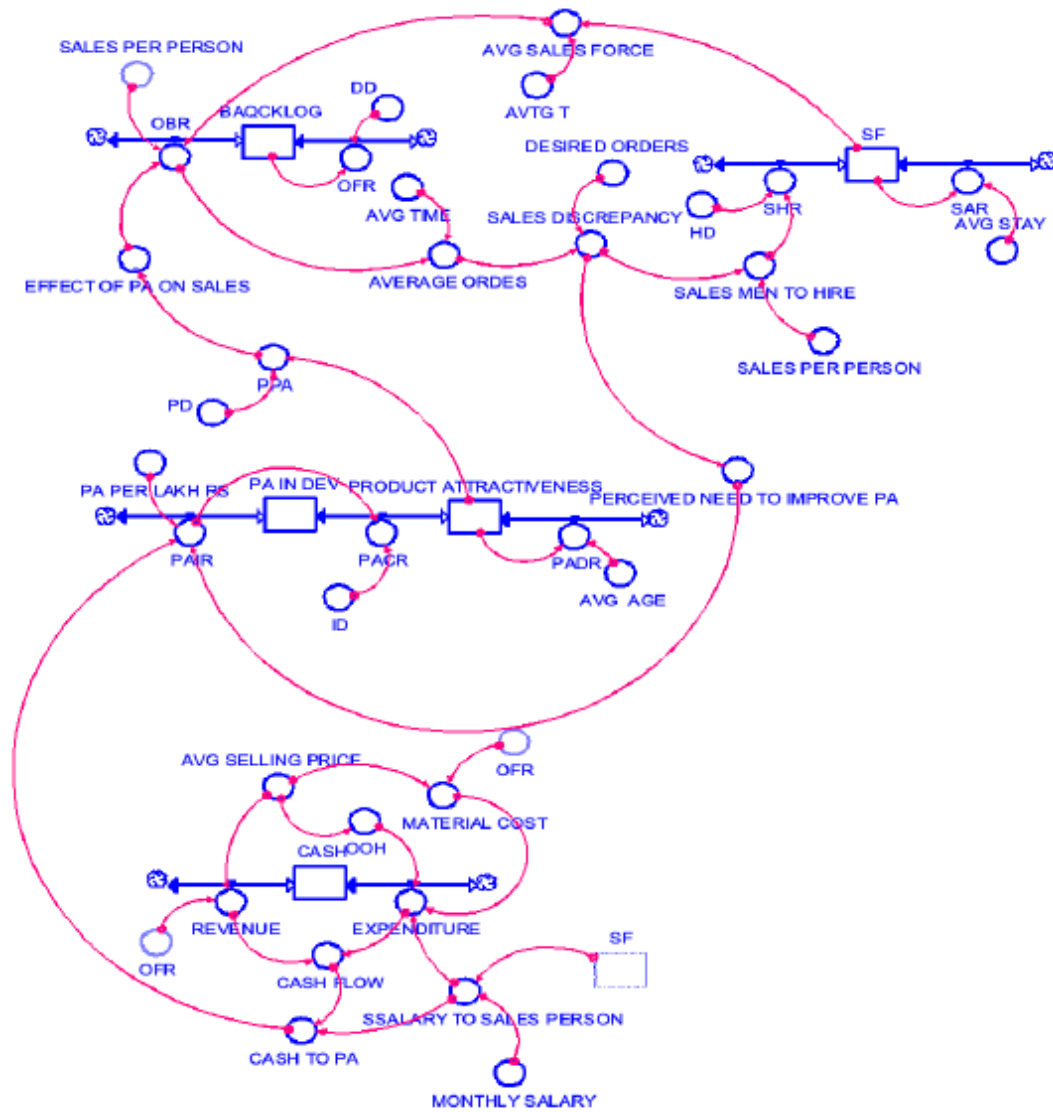 SALES PER PERSON
AVG SALES FORCE
DD
AVTG T
OBR
BAQCKLOG
SF
DESIRED ORDERS
OFR
AVG TIME
SALES DISCREPANCY
HD
SHR
SAR
AVG STAY
EFFECT OF PA ON SALES
AVERAGE ORDES
SALES MEN TO HIRE
PPA
SALES PER PERSON
PD
PA PER LAKH RS
PA IN DEV
PRODUCT ATTRACTIVENESS
PERCEIVED NEED TO IMPROVE PA
PAIR
PACR
PADR
ID
AVG AGE
AVG SELLING PRICE
OFR
MATERIAL COST
CASH
OOH
REVENUE
EXPENDITURE
SF
OFR
CASH FLOW
SSALARY TO SALES PERSON
CASH TO PA
MONTHLY SALARY